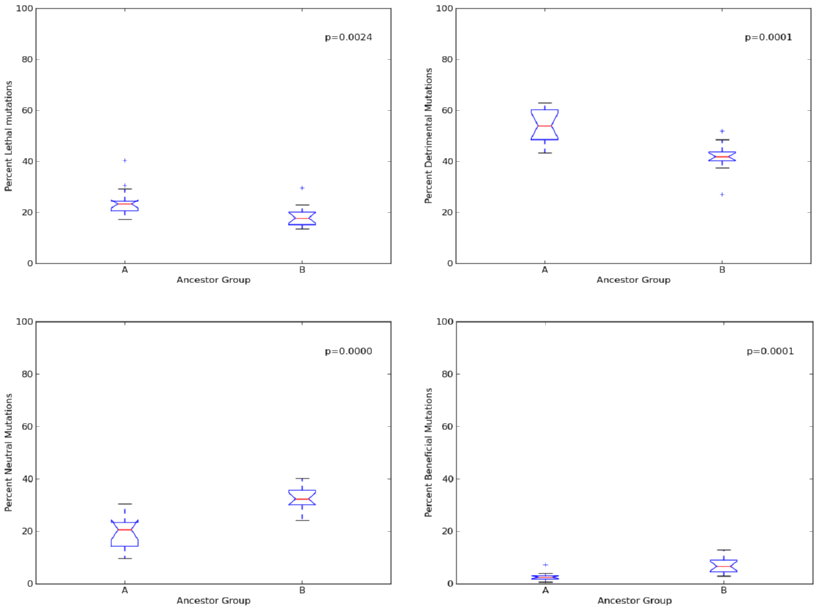 100
80
60
40
20
0
Percent Lethal mutations
p=0.0024
A
B
Ancestor Group
100
80
60
40
20
0
Percent Detrimental Mutations
p=0.0001
A
B
Ancestor Group
100
80
60
40
20
0
Percent Neutral Mutations
p=0.0000
A
B
Ancestor Group
100
80
60
40
20
0
Percent Beneficial Mutations
p=0.0001
A
B
Ancestor Group